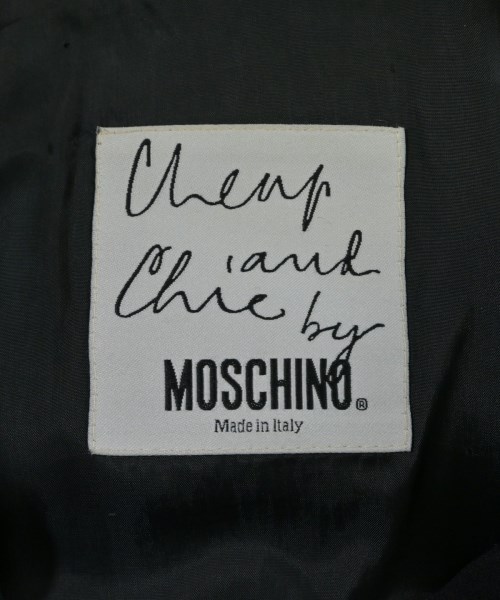 Cheap
and
Chic by
MOSCHINO®
Made in Italy